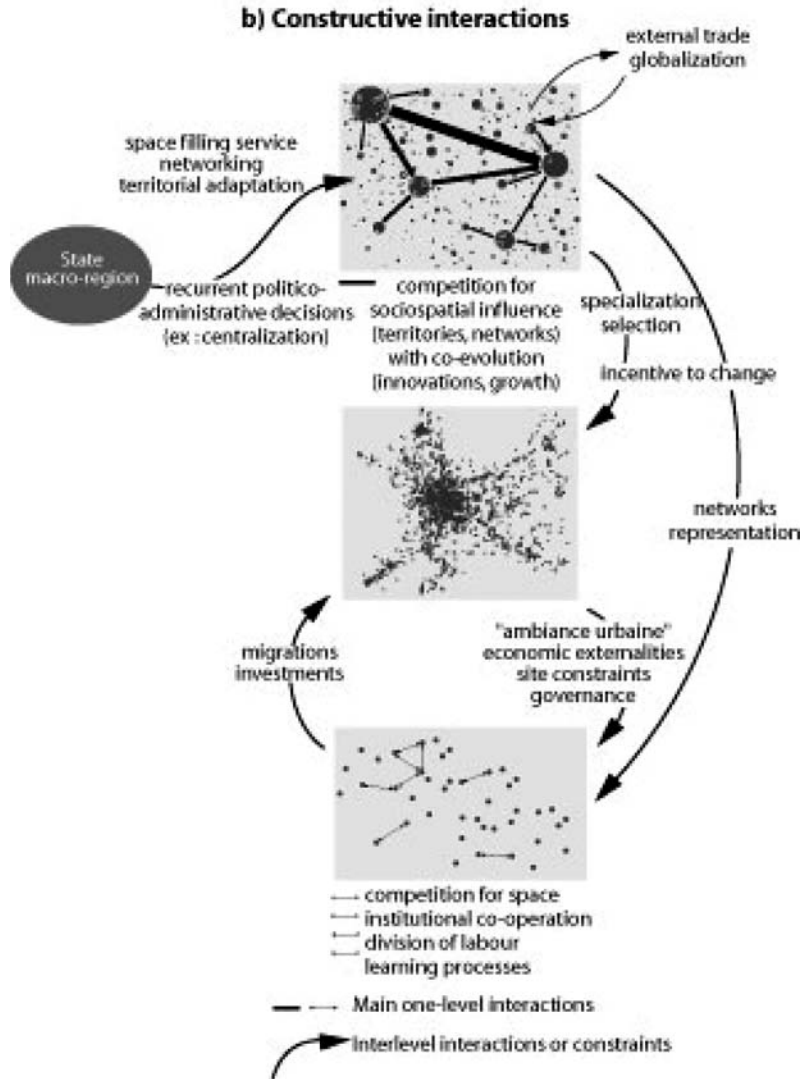 b) Constructive interactions
external trade
globalization
space filling service
networking
territorial adaptation
State
macro-region
recurrent politico-
administrative decisions
(ex : centralization)
competition for
sociospatial influence
(territories, networks)
with co-evolution
(innovations, growth)
specialization
selection
incentive to change
networks
representation
migrations
investments
"ambiance urbaine"
economic externalities
site constraints
governance
competition for space
institutional co-operation
division of labour
learning processes
Main one-level interactions
Interlevel interactions or constraints